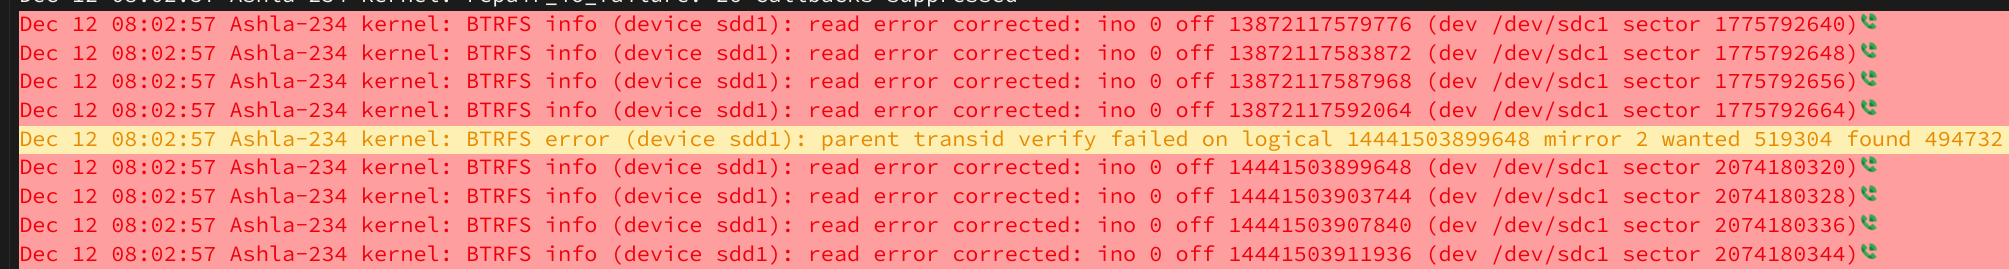 Dec 12 08:02:57 Ashla-234 kernel: repair_io_failure: 26 callbacks suppressed
Dec 12 08:02:57 Ashla-234 kernel: BTRFS info (device sdd1): read error corrected: ino 0 off 13872117579776 (dev /dev/sdc1 sector 1775792640)
Dec 12 08:02:57 Ashla-234 kernel: BTRFS info (device sdd1): read error corrected: ino 0 off 13872117583872 (dev /dev/sdc1 sector 1775792648)
Dec 12 08:02:57 Ashla-234 kernel: BTRFS info (device sdd1): read error corrected: ino 0 off 13872117587968 (dev /dev/sdc1 sector 1775792656)
Dec 12 08:02:57 Ashla-234 kernel: BTRFS info (device sdd1): read error corrected: ino 0 off 13872117592064 (dev /dev/sdc1 sector 1775792664)
Dec 12 08:02:57 Ashla-234 kernel: BTRFS error (device sdd1): parent transid verify failed on logical 14441503899648 mirror 2 wanted 519304 found 494732
Dec 12 08:02:57 Ashla-234 kernel: BTRFS info (device sdd1): read error corrected: ino 0 off 14441503899648 (dev /dev/sdc1 sector 2074180320)
Dec 12 08:02:57 Ashla-234 kernel: BTRFS info (device sdd1): read error corrected: ino 0 off 14441503903744 (dev /dev/sdc1 sector 2074180328)
Dec 12 08:02:57 Ashla-234 kernel: BTRFS info (device sdd1): read error corrected: ino 0 off 14441503907840 (dev /dev/sdc1 sector 2074180336)
Dec 12 08:02:57 Ashla-234 kernel: BTRFS info (device sdd1): read error corrected: ino 0 off 14441503911936 (dev /dev/sdc1 sector 2074180344)